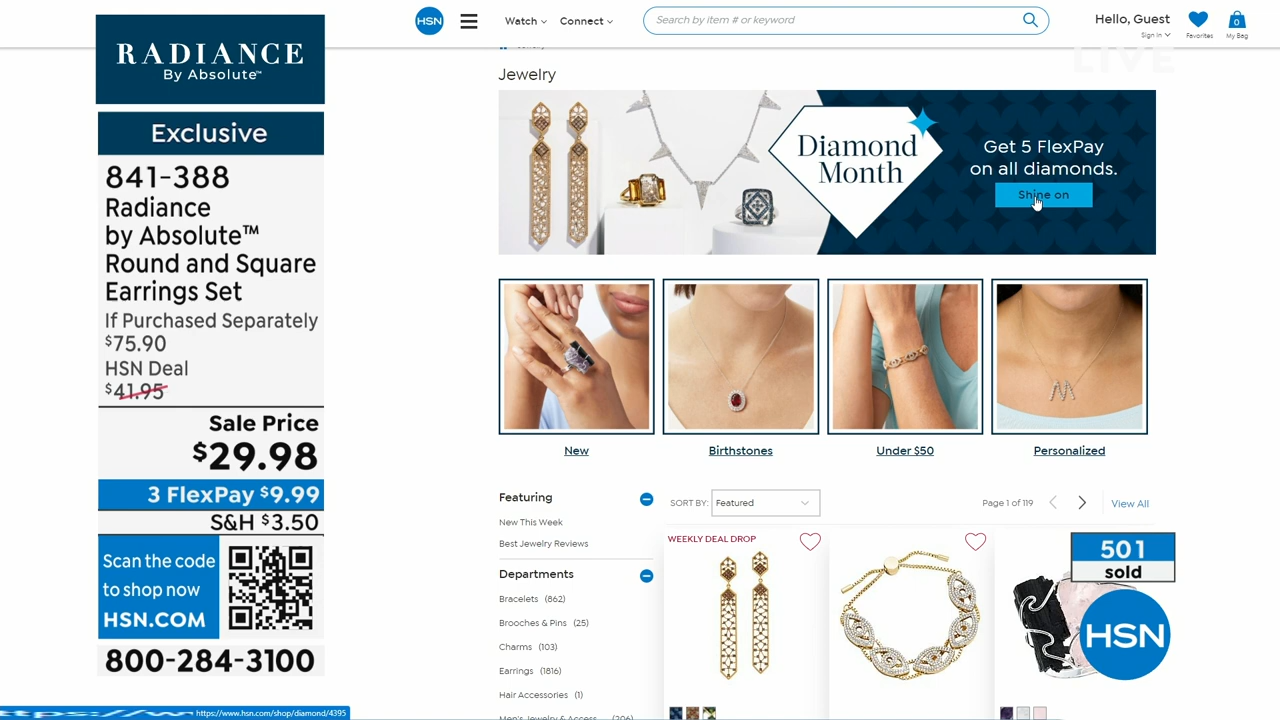 RADIANCE
By Absolute™
Exclusive
841-388
Radiance
by Absolute™
Round and Square
Earrings Set
If Purchased Separately
$75.90
HSN Deal
$41.95
Sale Price
$29.98
3 FlexPay $9.99
S&H $3.50
Scan the code
to shop now
HSN.COM
800-284-3100
HSN
Watch
Connect
Search by item # or keyword
Hello, Guest
Sign in
Favorites
0
My Bag
LIVE
Jewelry
Diamond
Month
Get 5 FlexPay
on all diamonds.
Shine on
New
Birthstones
Under $50
Personalized
Featuring
New This Week
Best Jewelry Reviews
Departments
Bracelets (862)
Brooches & Pins (25)
Charms (103)
Earrings (1816)
Hair Accessories (1)
Men's Jewelry & Access... (206)
SORT BY: Featured
Page 1 of 119
View All
WEEKLY DEAL DROP
501
sold
HSN
https://www.hsn.com/shop/diamond/4395